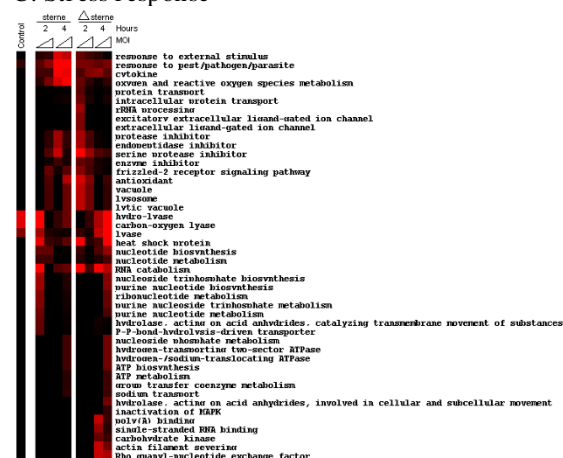 C. Stress response
sterne △sterne
2 4 2 4 Hours
MOI
Control
response to external stimulus
response to pest/pathogen/parasite
cytokine
oxygen and reactive oxygen species metabolism
protein transport
intracellular protein transport
rRNA processing
excitatory extracellular ligand-gated ion channel
extracellular ligand-gated ion channel
protease inhibitor
endopeptidase inhibitor
serine protease inhibitor
enzyme inhibitor
frizzled-2 receptor signaling pathway
antioxidant
vacuole
lysosome
lytic vacuole
hydro-lyase
carbon-oxygen lyase
lyase
heat shock protein
nucleotide biosynthesis
nucleotide metabolism
RNA catabolism
nucleoside triphosphate biosynthesis
purine nucleotide biosynthesis
ribonucleotide metabolism
purine nucleoside triphosphate metabolism
purine nucleotide metabolism
hydrolase, acting on acid anhydrides, catalyzing transmembrane movement of substances
P-P-bond-hydrolysis-driven transporter
nucleoside phosphate metabolism
hydrogen-transporting two-sector ATPase
hydrogen-/sodium-translocating ATPase
ATP biosynthesis
ATP metabolism
group transfer coenzyme metabolism
sodium transport
hydrolase, acting on acid anhydrides, involved in cellular and subcellular movement
inactivation of MAPK
poly(A) binding
single-stranded RNA binding
carbohydrate kinase
actin filament severing
Rho guanyl-nucleotide exchange factor